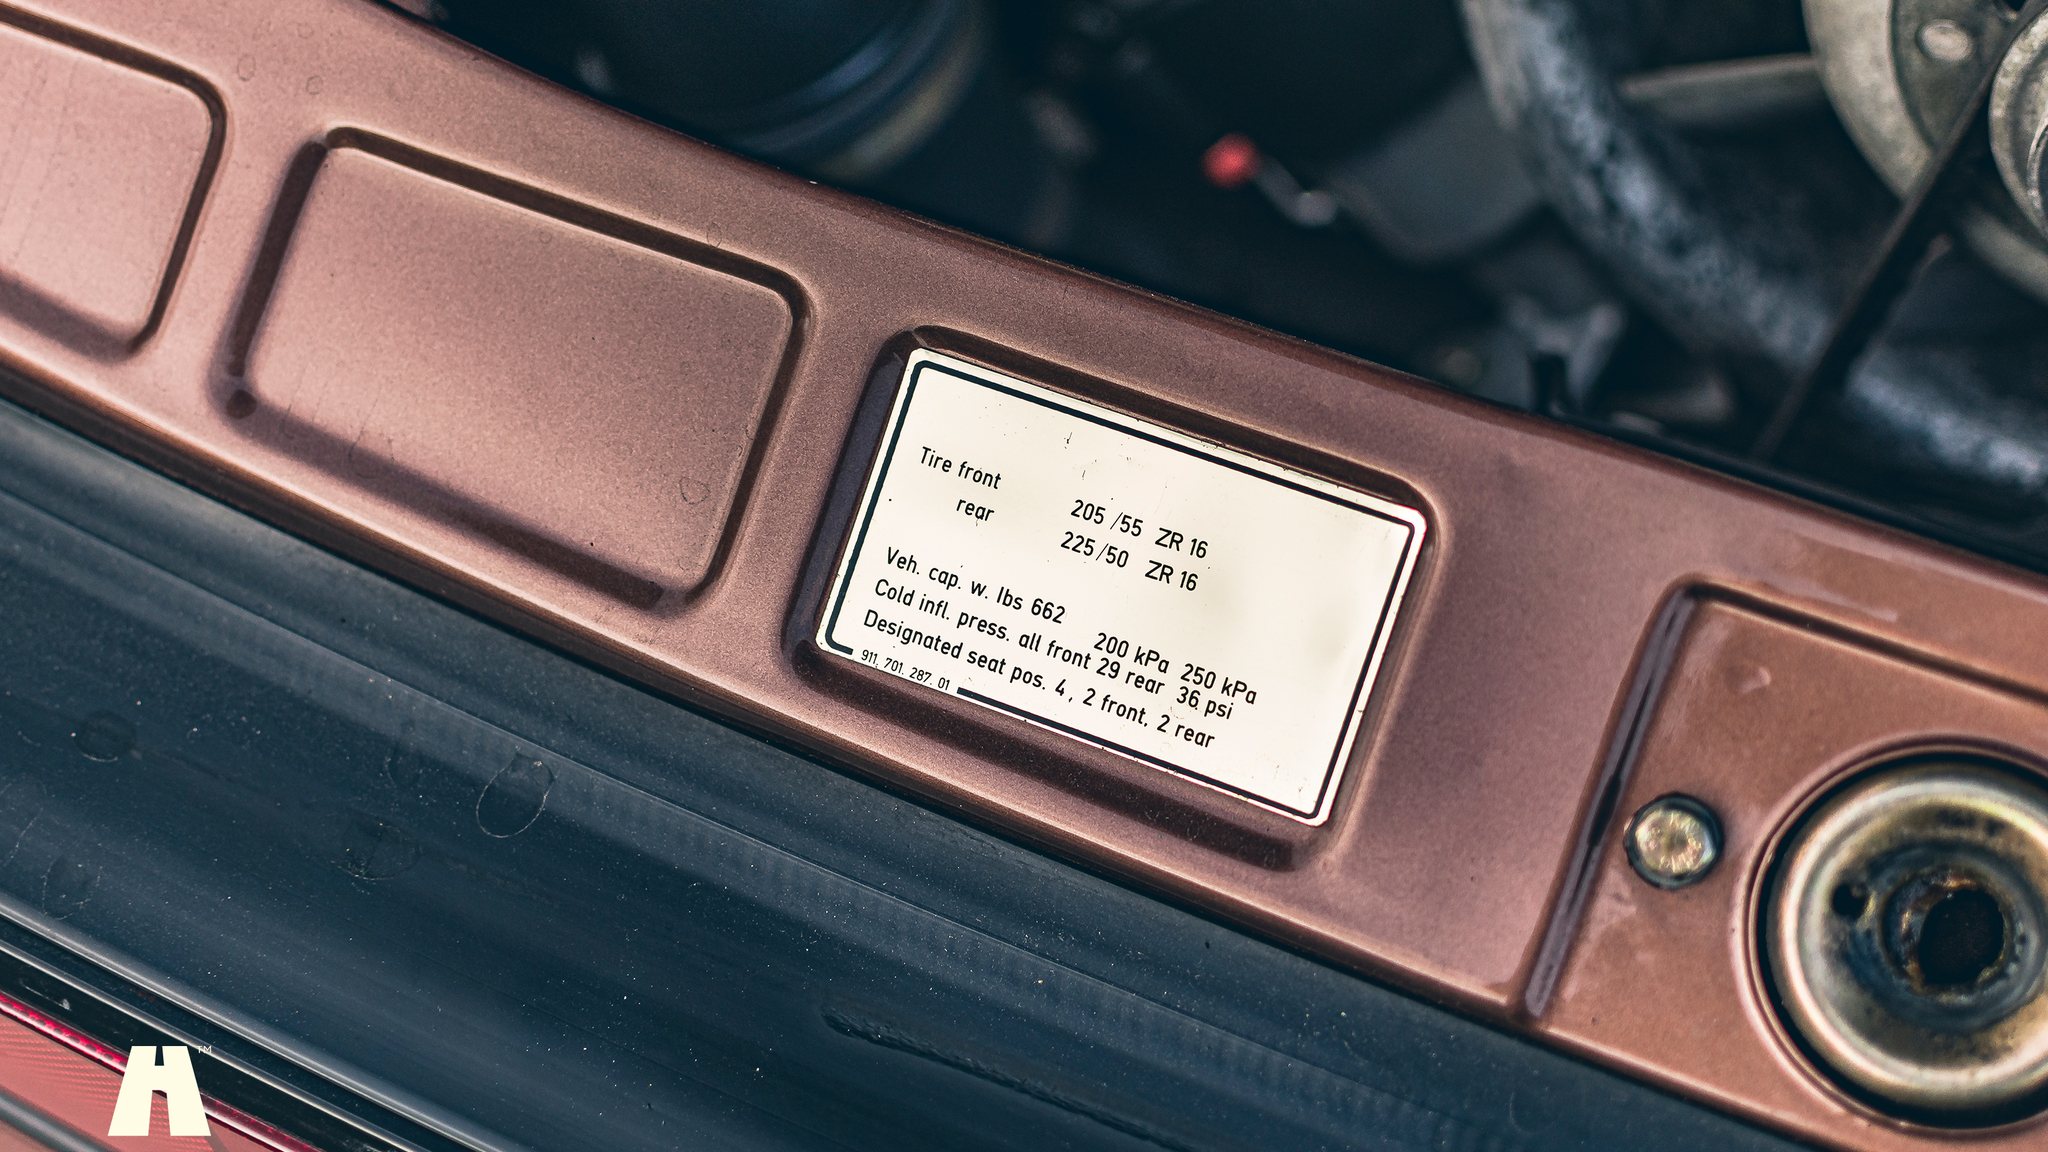 Tire front 205/55 ZR 16
rear 225/50 ZR 16
Veh. cap. w. lbs 662
200 kPa 250 kPa
Cold infl. press. all front 29 rear 36 psi
Designated seat pos. 4, 2 front, 2 rear
911. 701. 287. 01
H™